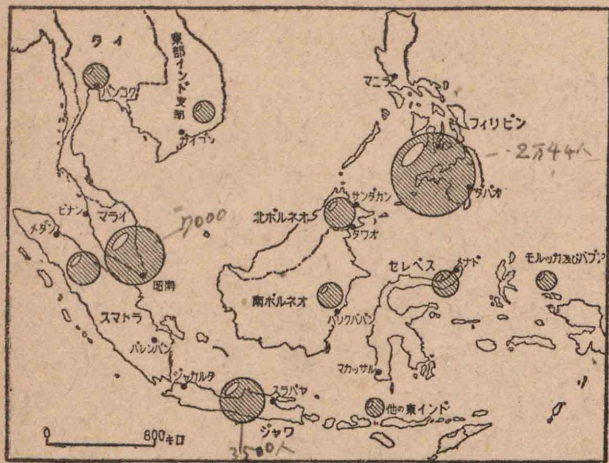 タイ
東部インド支那
バンコク
マニラ
サイゴン
フィリピン
2万44人
ダバオ
ピナン
マライ
7000
北ボルネオ
サンダカン
メダン
タワオ
昭南
セレベス
メナド
モルッカ及びパプア
スマトラ
南ボルネオ
バリクパパン
パレンバン
マカッサル
ジャカルタ
スラバヤ
他の東インド
0 800キロ
ジャワ
3500人